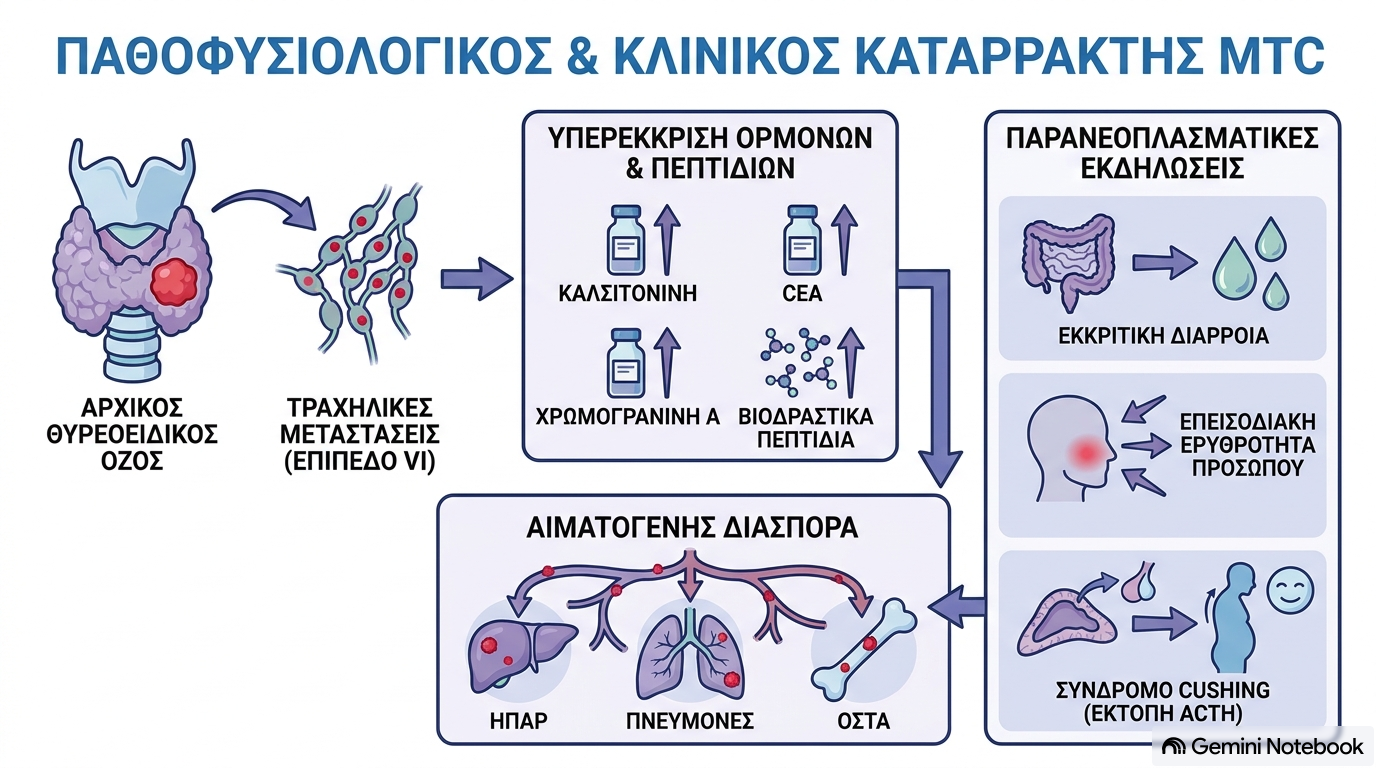 ΠΑΘΟΦΥΣΙΟΛΟΓΙΚΟΣ & ΚΛΙΝΙΚΟΣ ΚΑΤΑΡΡΑΚΤΗΣ MTC
ΑΡΧΙΚΟΣ
ΘΥΡΕΟΕΙΔΙΚΟΣ
ΟΖΟΣ
ΤΡΑΧΗΛΙΚΕΣ
ΜΕΤΑΣΤΑΣΕΙΣ
(ΕΠΙΠΕΔΟ VI)
ΥΠΕΡΕΚΚΡΙΣΗ ΟΡΜΟΝΩΝ
& ΠΕΠΤΙΔΙΩΝ
ΚΑΛΣΙΤΟΝΙΝΗ
CEA
ΧΡΩΜΟΓΡΑΝΙΝΗ Α
ΒΙΟΔΡΑΣΤΙΚΑ
ΠΕΠΤΙΔΙΑ
ΠΑΡΑΝΕΟΠΛΑΣΜΑΤΙΚΕΣ
ΕΚΔΗΛΩΣΕΙΣ
ΕΚΚΡΙΤΙΚΗ ΔΙΑΡΡΟΙΑ
ΕΠΕΙΣΟΔΙΑΚΗ
ΕΡΥΘΡΟΤΗΤΑ
ΠΡΟΣΩΠΟΥ
ΣΥΝΔΡΟΜΟ CUSHING
(ΕΚΤΟΠΗ ACTH)
ΑΙΜΑΤΟΓΕΝΗΣ ΔΙΑΣΠΟΡΑ
ΗΠΑΡ
ΠΝΕΥΜΟΝΕΣ
ΟΣΤΑ
Gemini Notebook